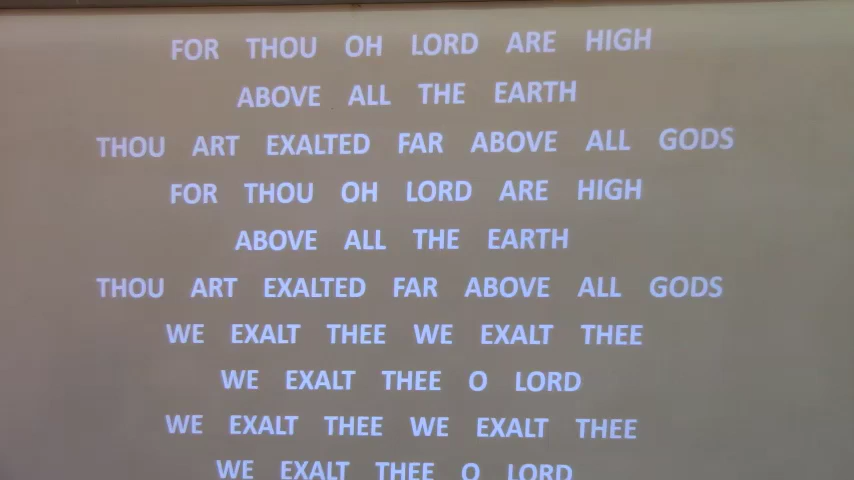 FOR THOU OH LORD ARE HIGH
ABOVE ALL THE EARTH
THOU ART EXALTED FAR ABOVE ALL GODS
FOR THOU OH LORD ARE HIGH
ABOVE ALL THE EARTH
THOU ART EXALTED FAR ABOVE ALL GODS
WE EXALT THEE WE EXALT THEE
WE EXALT THEE O LORD
WE EXALT THEE WE EXALT THEE
WE EXALT THEE O LORD